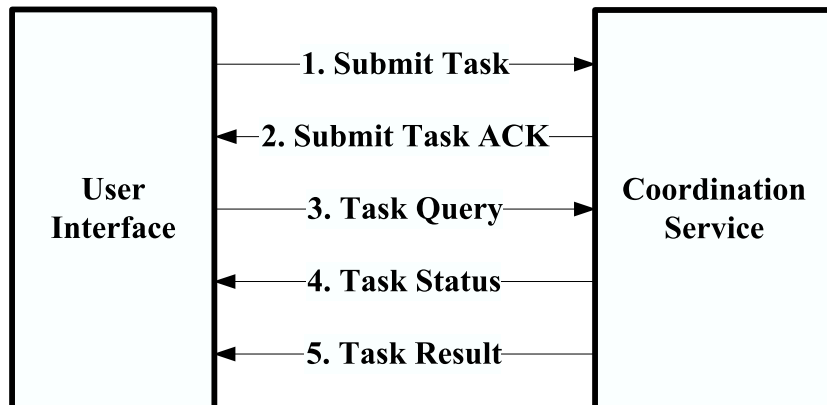 1. Submit Task
2. Submit Task ACK
User
Interface
3. Task Query
Coordination
Service
4. Task Status
5. Task Result